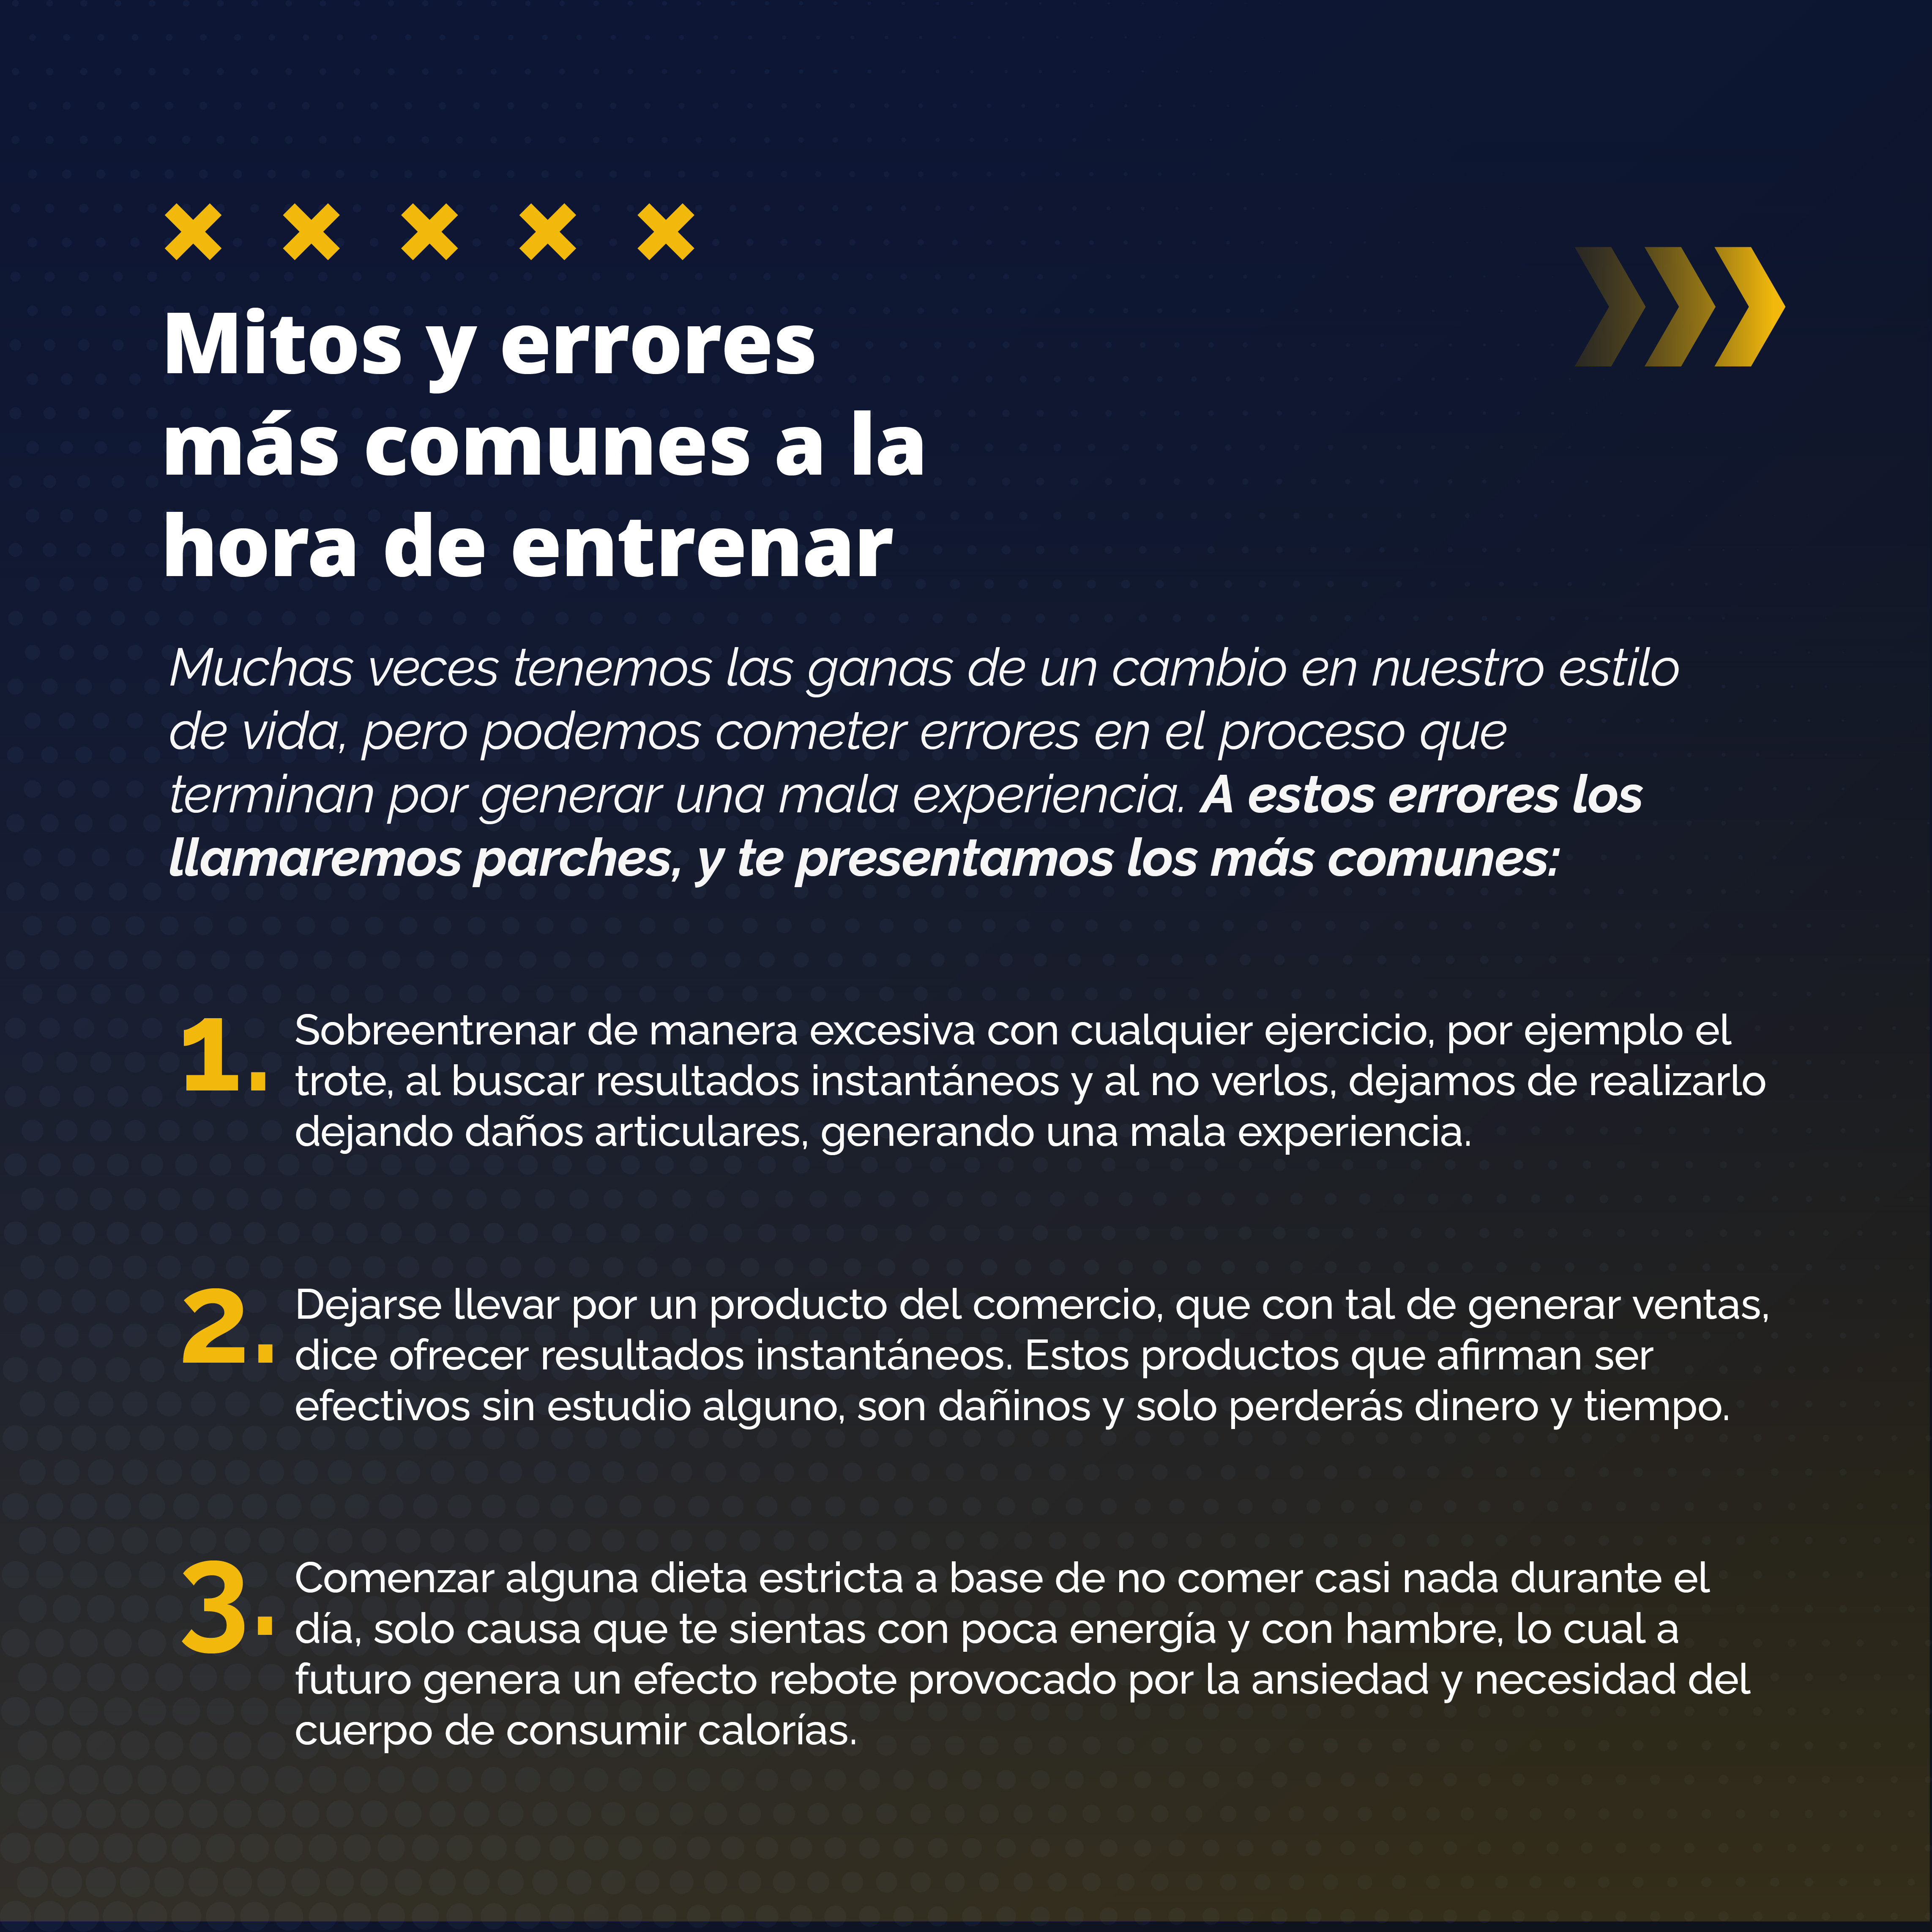 Mitos y errores
más comunes a la
hora de entrenar
Muchas veces tenemos las ganas de un cambio en nuestro estilo
de vida, pero podemos cometer errores en el proceso que
terminan por generar una mala experiencia. A estos errores los
llamaremos parches, y te presentamos los más comunes:
1. Sobreentrenar de manera excesiva con cualquier ejercicio, por ejemplo el
trote, al buscar resultados instantáneos y al no verlos, dejamos de realizarlo
dejando daños articulares, generando una mala experiencia.
2. Dejarse llevar por un producto del comercio, que con tal de generar ventas,
dice ofrecer resultados instantáneos. Estos productos que afirman ser
efectivos sin estudio alguno, son dañinos y solo perderás dinero y tiempo.
3. Comenzar alguna dieta estricta a base de no comer casi nada durante el
día, solo causa que te sientas con poca energía y con hambre, lo cual a
futuro genera un efecto rebote provocado por la ansiedad y necesidad del
cuerpo de consumir calorías.